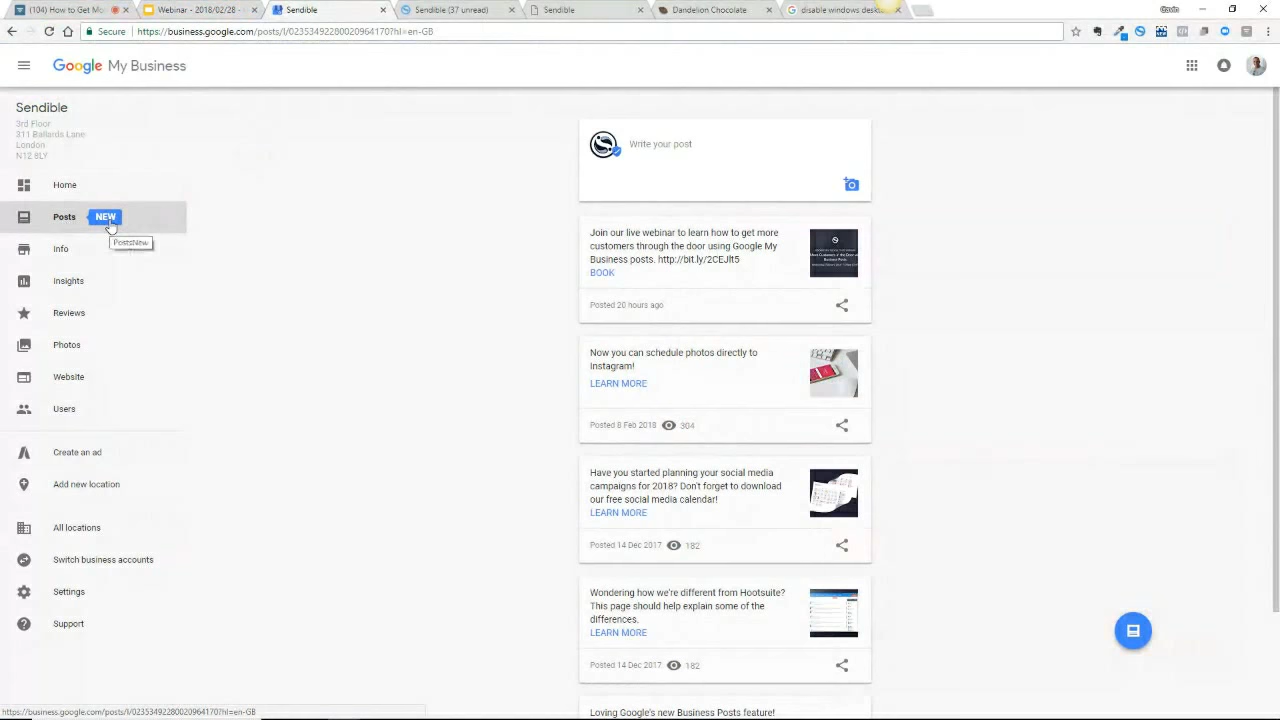 (104) How to Get M
Webinar - 2018/02/28 -
Sendible
Sendible (37 unread)
Sendible
Dandelion Chocolate
disable windows desk
Gavin
Secure
https://business.google.com/posts/l/02353492280020964170?hl=en-GB
Google My Business
Sendible
3rd Floor
311 Ballards Lane
London
N12 8LY
Home
Posts NEW
PostsNew
Info
Insights
Reviews
Photos
Website
Users
Create an ad
Add new location
All locations
Switch business accounts
Settings
Support
Write your post
Join our live webinar to learn how to get more
customers through the door using Google My
Business posts. http://bit.ly/2CEJlt5
BOOK
Posted 20 hours ago
Now you can schedule photos directly to
Instagram!
LEARN MORE
Posted 8 Feb 2018 304
Have you started planning your social media
campaigns for 2018? Don't forget to download
our free social media calendar!
LEARN MORE
Posted 14 Dec 2017 182
Wondering how we're different from Hootsuite?
This page should help explain some of the
differences.
LEARN MORE
Posted 14 Dec 2017 182
Loving Google's new Business Posts feature!
https://business.google.com/posts/l/02353492280020964170?hl=en-GB